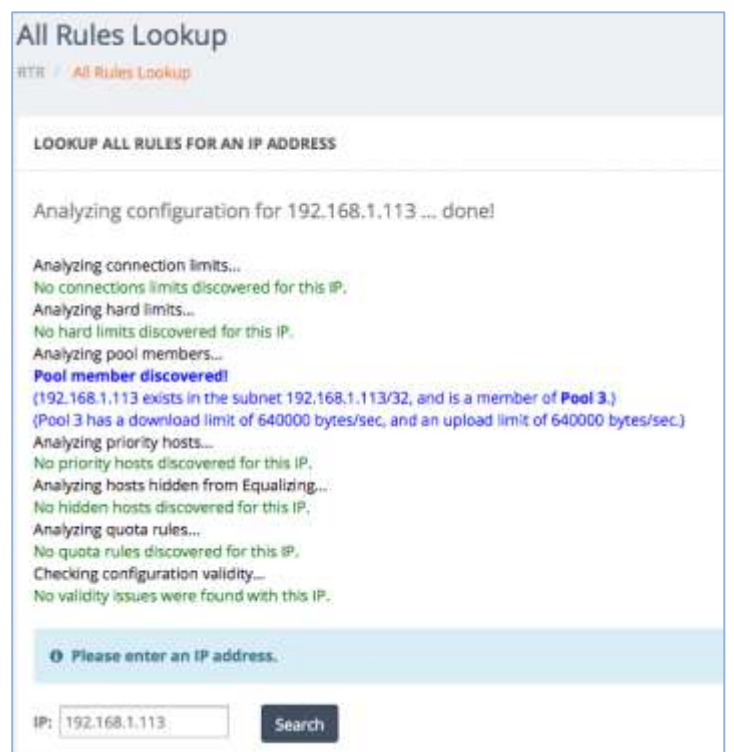 All Rules Lookup
RTR / All Rules Lookup
LOOKUP ALL RULES FOR AN IP ADDRESS
Analyzing configuration for 192.168.1.113 ... done!
Analyzing connection limits...
No connections limits discovered for this IP.
Analyzing hard limits...
No hard limits discovered for this IP.
Analyzing pool members...
Pool member discovered!
(192.168.1.113 exists in the subnet 192.168.1.113/32, and is a member of Pool 3.)
(Pool 3 has a download limit of 640000 bytes/sec, and an upload limit of 640000 bytes/sec.)
Analyzing priority hosts...
No priority hosts discovered for this IP.
Analyzing hosts hidden from Equalizing...
No hidden hosts discovered for this IP.
Analyzing quota rules...
No quota rules discovered for this IP.
Checking configuration validity...
No validity issues were found with this IP.
Please enter an IP address.
IP: 192.168.1.113 Search